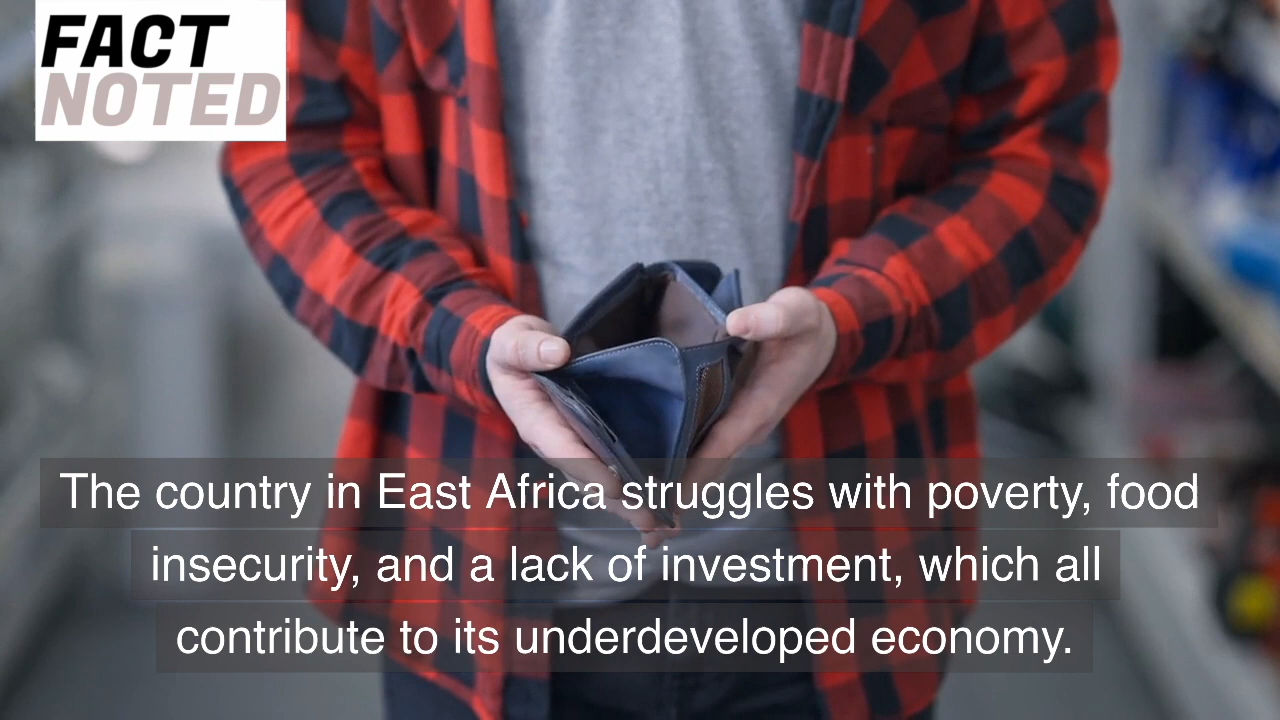 FACT
NOTED
The country in East Africa struggles with poverty, food
insecurity, and a lack of investment, which all
contribute to its underdeveloped economy.